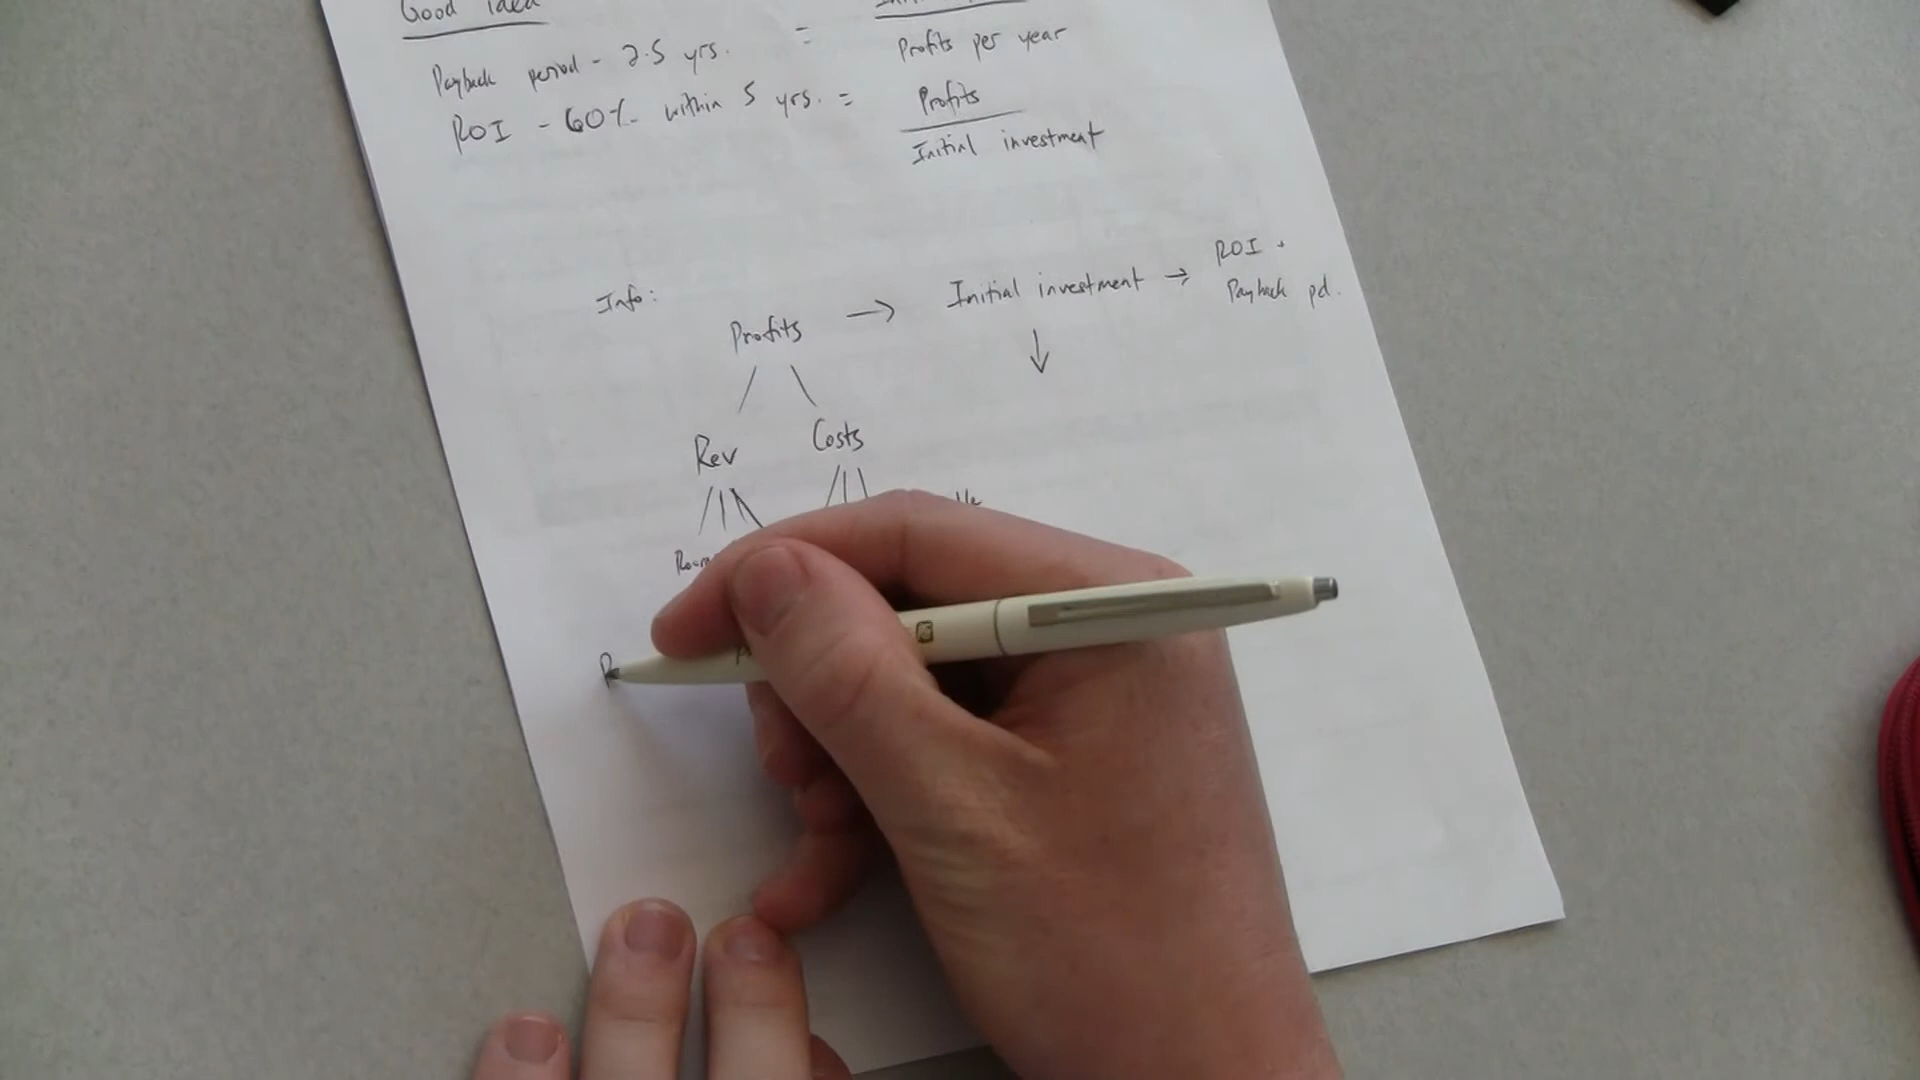 Good idea
Payback period - 2.5 yrs. =
Profits per year
ROI - 60% within 5 yrs. =
Profits
Initial investment
Info:
Profits → Initial investment →
ROI +
Payback pd.
↓
Rev Costs